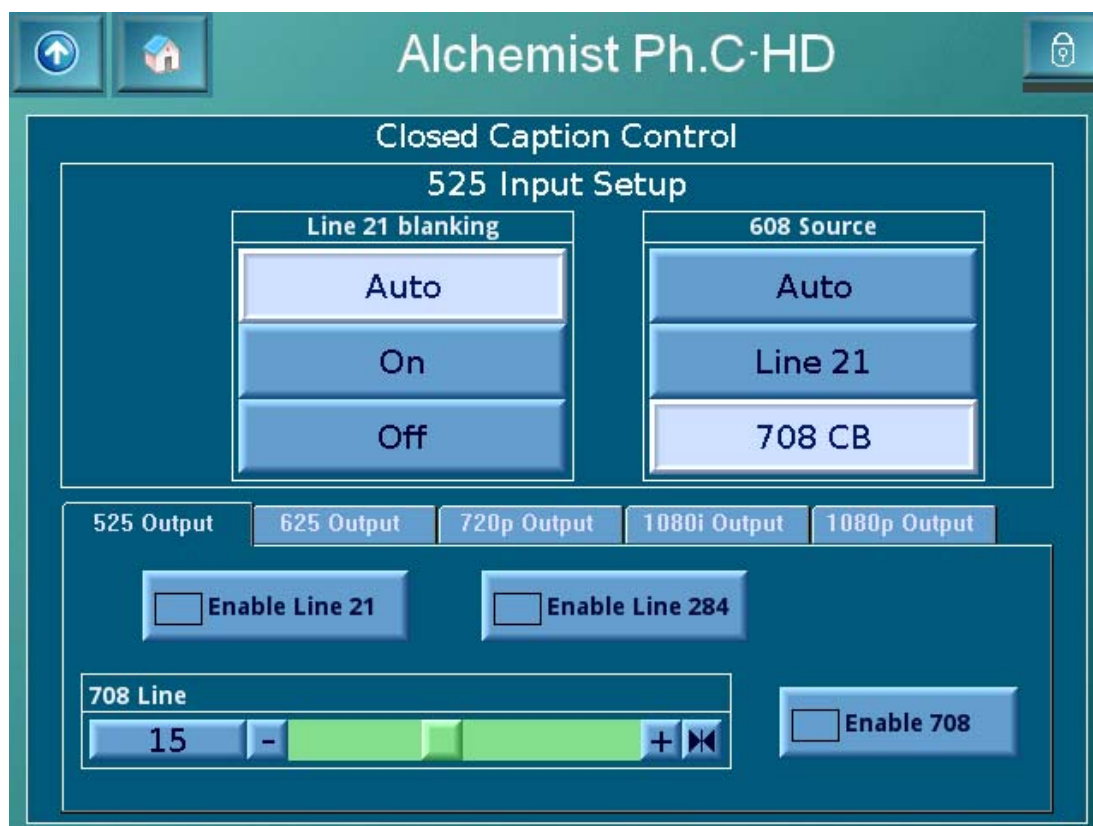 Alchemist Ph.C-HD
Closed Caption Control
525 Input Setup
Line 21 blanking
608 Source
Auto
Auto
On
Line 21
Off
708 CB
525 Output
625 Output
720p Output
1080i Output
1080p Output
Enable Line 21
Enable Line 284
708 Line
15
-
+
Enable 708